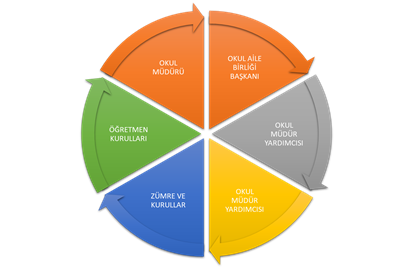 OKUL
MÜDÜRÜ
OKUL AİLE
BİRLİĞİ
BAŞKANI
OKUL
MÜDÜR
YARDIMCISI
OKUL
MÜDÜR
YARDIMCISI
ZÜMRE VE
KURULLAR
ÖĞRETMEN
KURULLARI